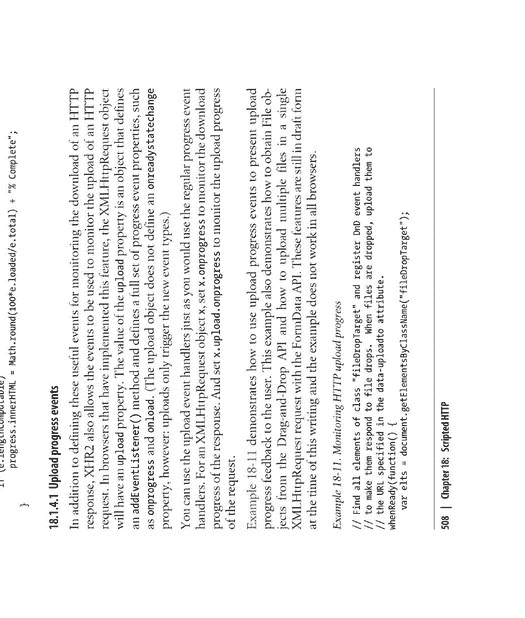 if (e.lengthComputable)
progress.innerHTML = Math.round(100*e.loaded/e.total) + "% Complete";
}
18.1.4.1 Upload progress events
In addition to defining these useful events for monitoring the download of an HTTP
response, XHR2 also allows the events to be used to monitor the upload of an HTTP
request. In browsers that have implemented this feature, the XMLHttpRequest object
will have an upload property. The value of the upload property is an object that defines
an addEventListener() method and defines a full set of progress event properties, such
as onprogress and onload. (The upload object does not define an onreadystatechange
property, however: uploads only trigger the new event types.)
You can use the upload event handlers just as you would use the regular progress event
handlers. For an XMLHttpRequest object x, set x.onprogress to monitor the download
progress of the response. And set x.upload.onprogress to monitor the upload progress
of the request.
Example 18-11 demonstrates how to use upload progress events to present upload
progress feedback to the user. This example also demonstrates how to obtain File ob-
jects from the Drag-and-Drop API and how to upload multiple files in a single
XMLHttpRequest request with the FormData API. These features are still in draft form
at the time of this writing and the example does not work in all browsers.
Example 18-11. Monitoring HTTP upload progress
// Find all elements of class "fileDropTarget" and register DnD event handlers
// to make them respond to file drops. When files are dropped, upload them to
// the URL specified in the data-uploadto attribute.
whenReady(function() {
var elts = document.getElementsByClassName("fileDropTarget");
508 | Chapter 18: Scripted HTTP